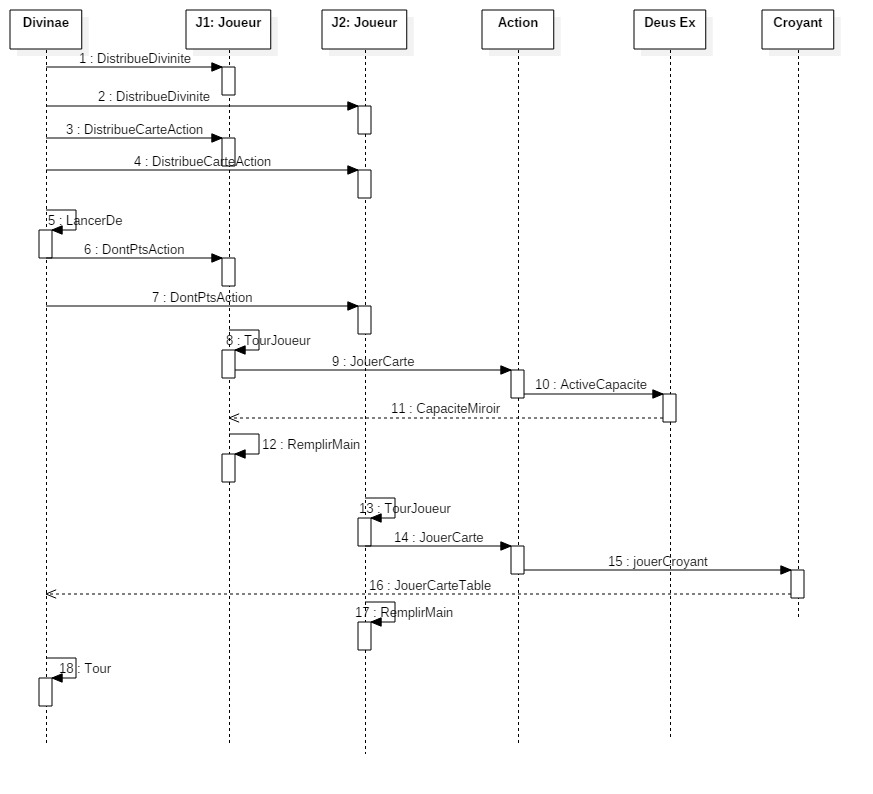 Divinae
J1: Joueur
J2: Joueur
Action
Deus Ex
Croyant
1 : DistribueDivinite
2 : DistribueDivinite
3 : DistribueCarteAction
4 : DistribueCarteAction
5 : LancerDe
6 : DontPtsAction
7 : DontPtsAction
8 : TourJoueur
9 : JouerCarte
10 : ActiveCapacite
11 : CapaciteMiroir
12 : RemplirMain
13 : TourJoueur
14 : JouerCarte
15 : jouerCroyant
16 : JouerCarteTable
17 : RemplirMain
18 : Tour